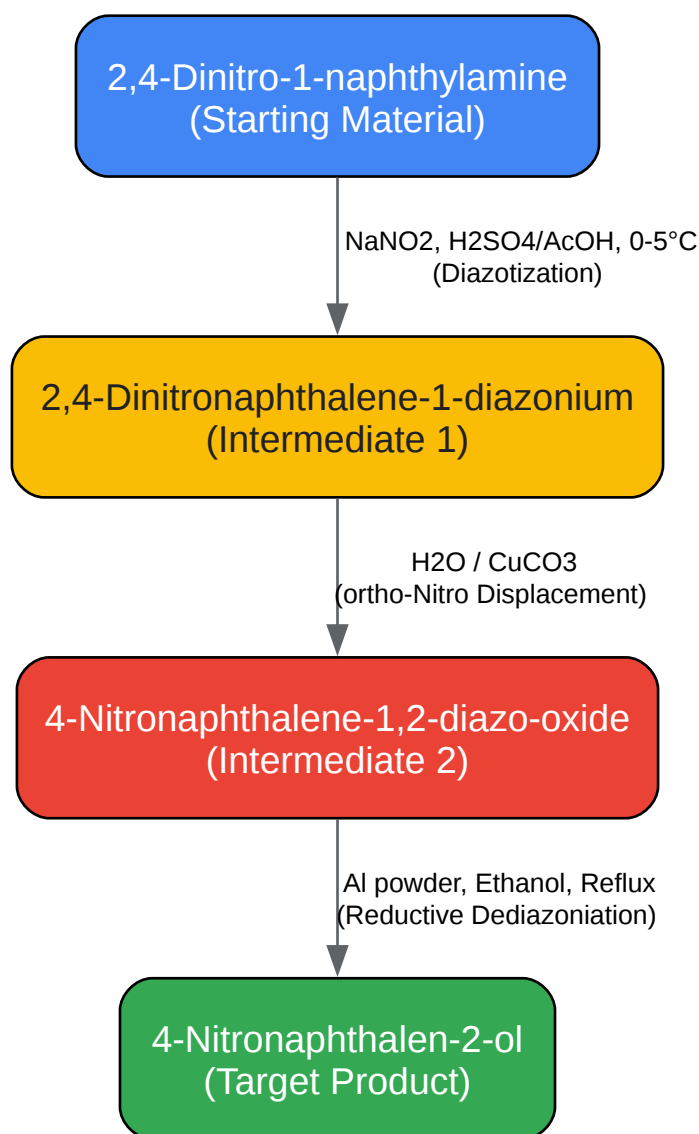 2,4-Dinitro-1-naphthylamine
(Starting Material)
NaNO2, H2SO4/AcOH, 0-5°C
(Diazotization)
2,4-Dinitronaphthalene-1-diazonium
(Intermediate 1)
H2O / CuCO3
(ortho-Nitro Displacement)
4-Nitronaphthalene-1,2-diazo-oxide
(Intermediate 2)
Al powder, Ethanol, Reflux
(Reductive Dediazoniation)
4-Nitronaphthalen-2-ol
(Target Product)